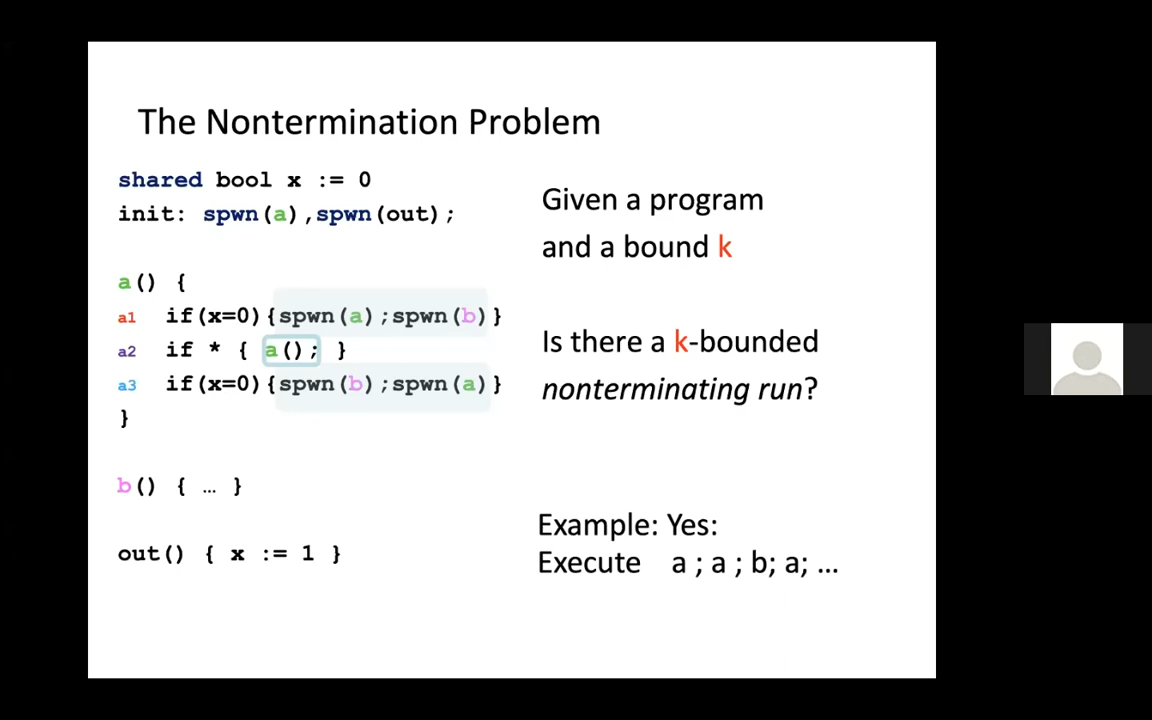 The Nontermination Problem
shared bool x := 0
init: spwn(a),spwn(out);
a() {
a1 if(x=0){spwn(a);spwn(b)}
a2 if * { a(); }
a3 if(x=0){spwn(b);spwn(a)}
}
b() { … }
out() { x := 1 }
Given a program
and a bound k
Is there a k-bounded
nonterminating run?
Example: Yes:
Execute a ; a ; b; a; …